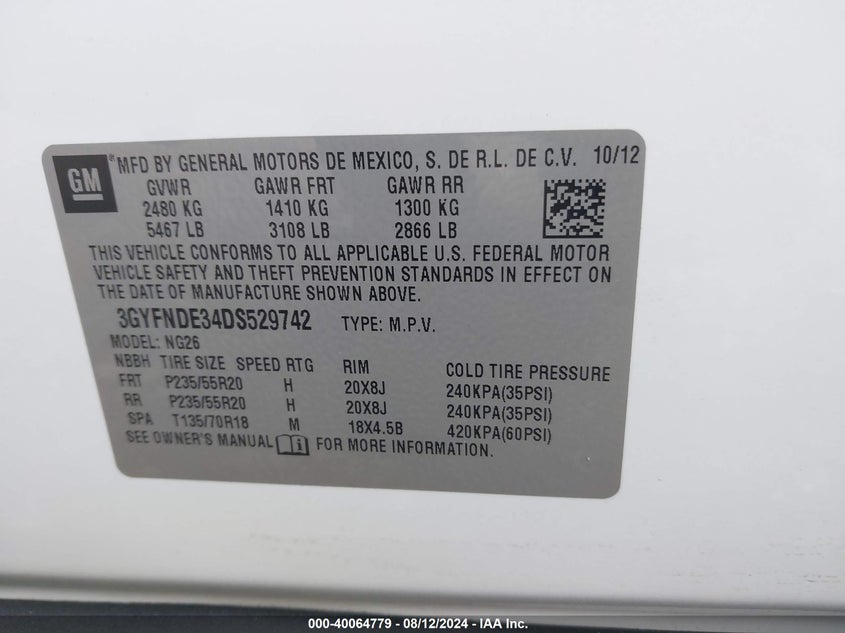 GM ® MFD BY GENERAL MOTORS DE MEXICO, S. DE R.L. DE C.V. 10/12
GVWR GAWR FRT GAWR RR
2480 KG 1410 KG 1300 KG
5467 LB 3108 LB 2866 LB
THIS VEHICLE CONFORMS TO ALL APPLICABLE U.S. FEDERAL MOTOR
VEHICLE SAFETY AND THEFT PREVENTION STANDARDS IN EFFECT ON
THE DATE OF MANUFACTURE SHOWN ABOVE.
3GYFNDE34DS529742 TYPE: M.P.V.
MODEL: NG26
NBBH TIRE SIZE SPEED RTG RIM COLD TIRE PRESSURE
FRT P235/55R20 H 20X8J 240KPA(35PSI)
RR P235/55R20 H 20X8J 240KPA(35PSI)
SPA T135/70R18 M 18X4.5B 420KPA(60PSI)
SEE OWNER'S MANUAL i FOR MORE INFORMATION.
000-40064779 - 08/12/2024 - IAA Inc.